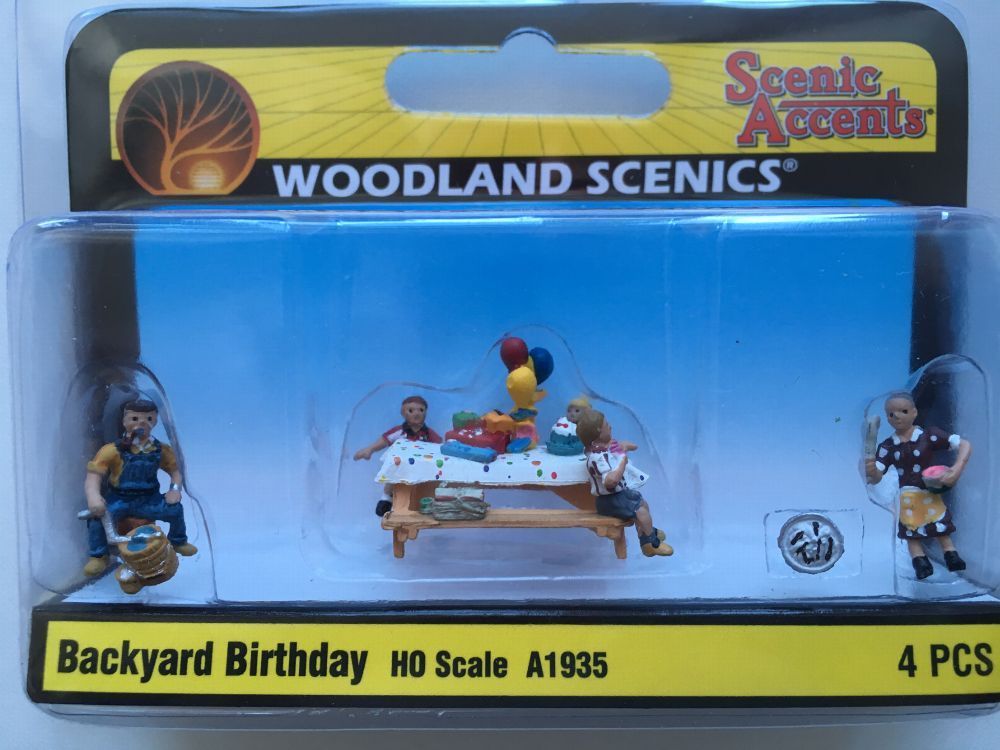 Scenic
Accents®
WOODLAND SCENICS®
Backyard Birthday HO Scale A1935 4 PCS